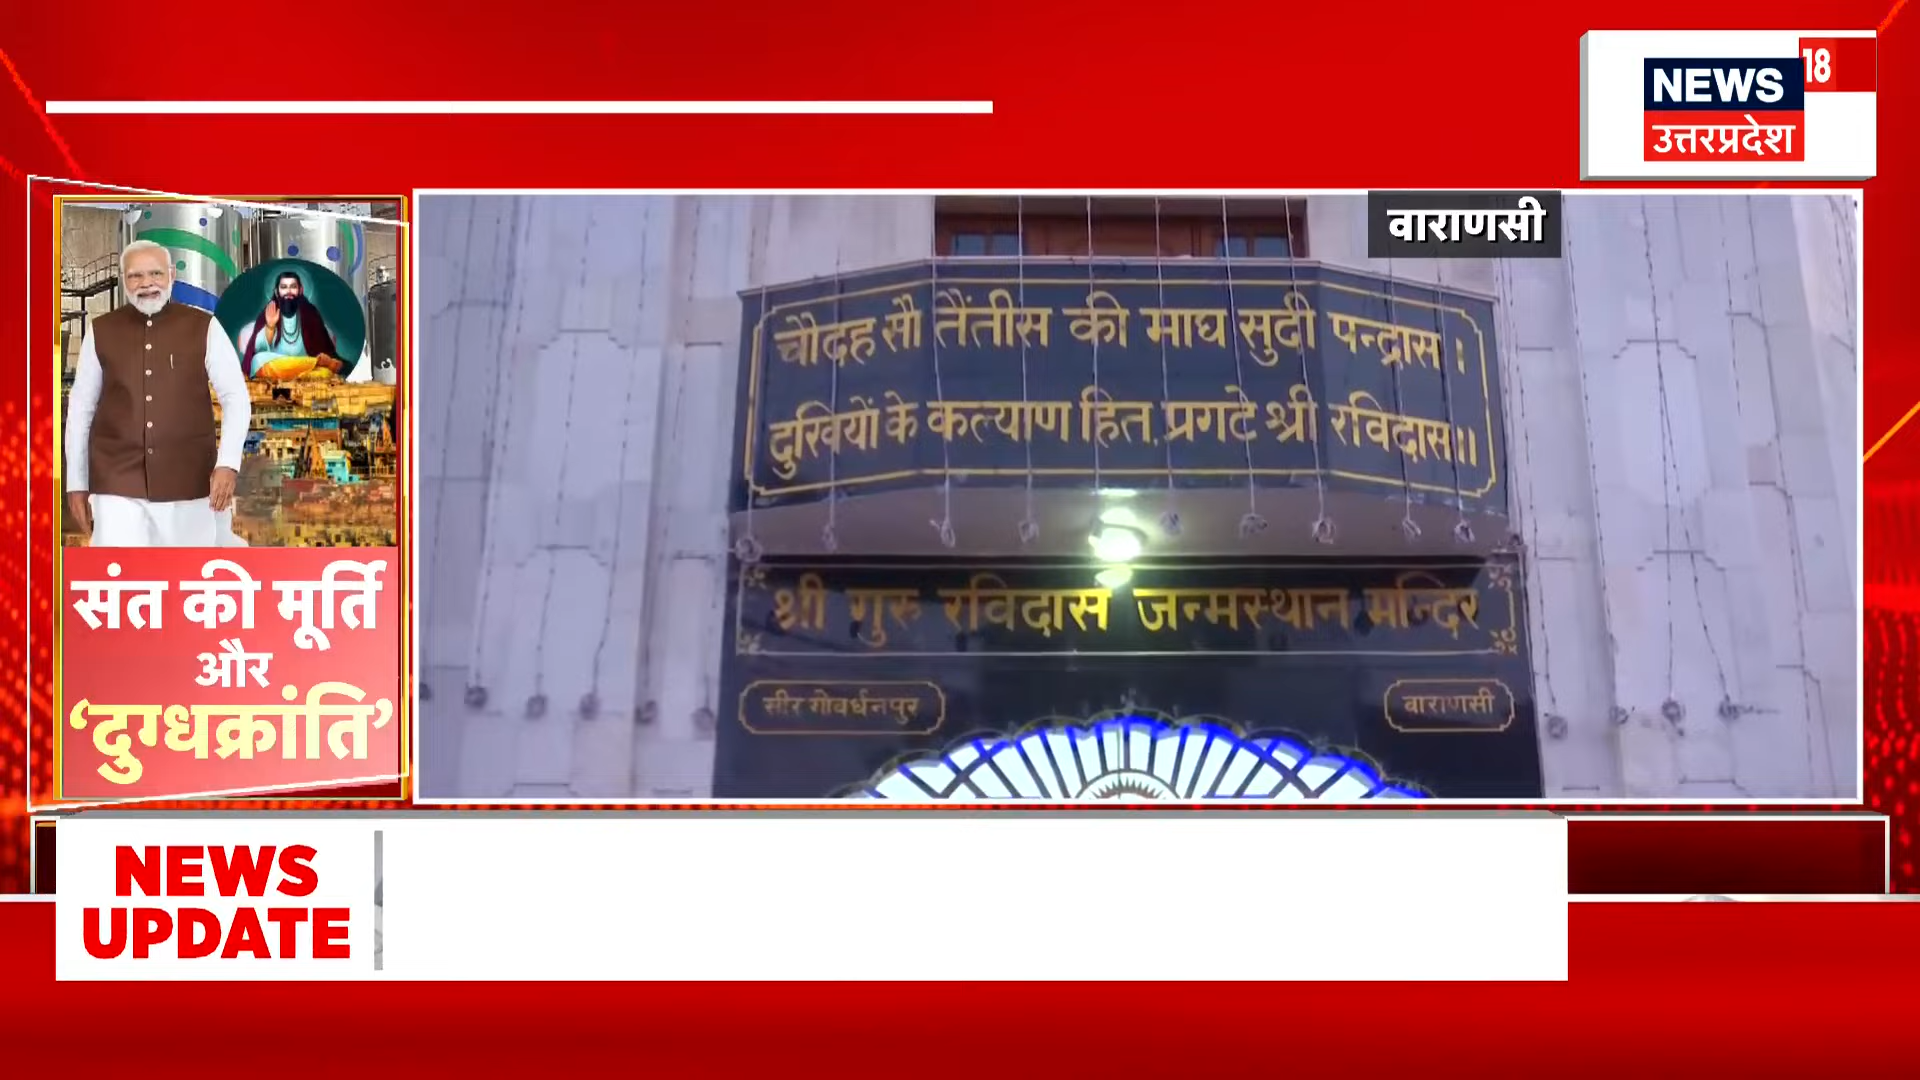 NEWS 18
उत्तरप्रदेश
वाराणसी
चौदह सौ तैंतीस की माघ सुदी पन्द्रास।
दुखियों के कल्याण हित, प्रगटे श्री रविदास॥
श्री गुरु रविदास जन्मस्थान मन्दिर
सीर गोवर्धनपुर
वाराणसी
संत की मूर्ति
और
‘दुग्धक्रांति’
NEWS
UPDATE